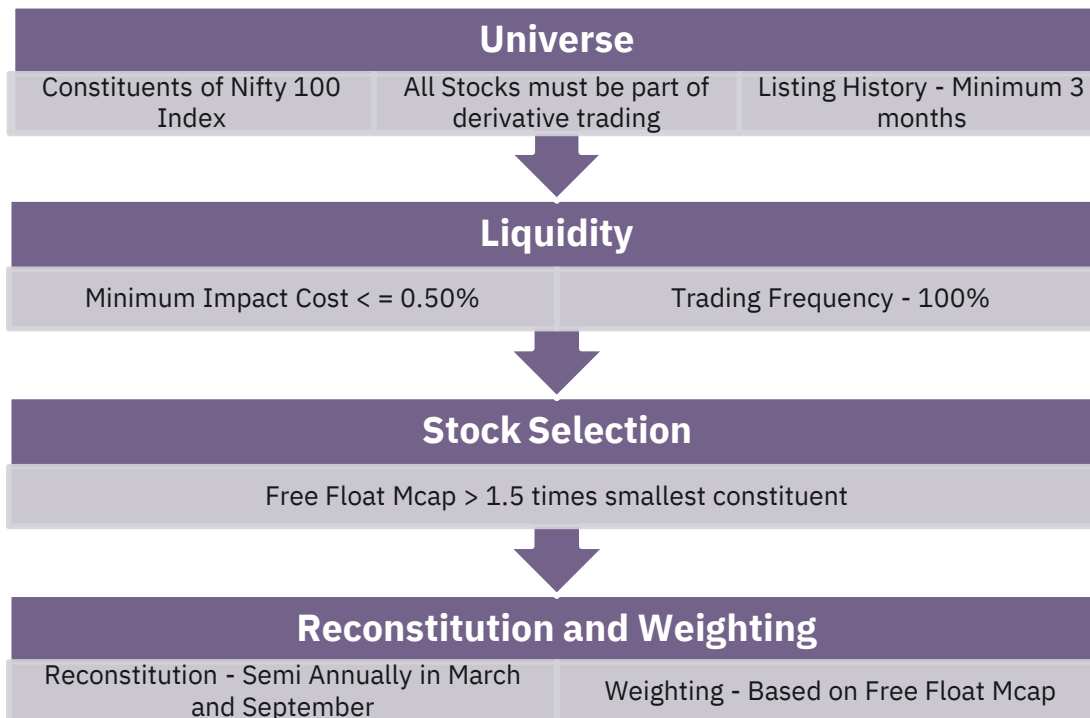 Universe
Constituents of Nifty 100
Index
All Stocks must be part of
derivative trading
Listing History - Minimum 3
months
Liquidity
Minimum Impact Cost < = 0.50%
Trading Frequency - 100%
Stock Selection
Free Float Mcap > 1.5 times smallest constituent
Reconstitution and Weighting
Reconstitution - Semi Annually in March
and September
Weighting - Based on Free Float Mcap